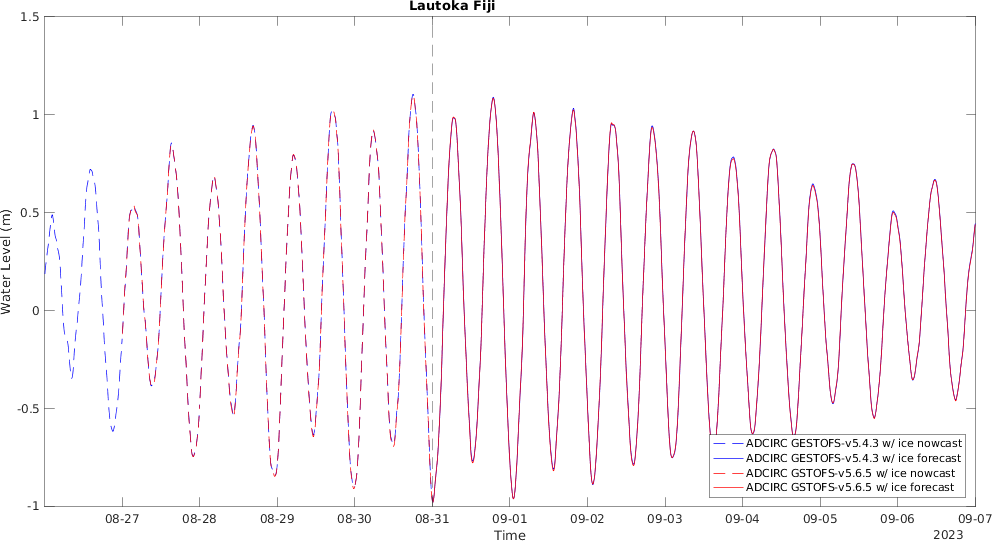 Lautoka Fiji
1.5
1
0.5
0
-0.5
-1
Water Level (m)
08-27 08-28 08-29 08-30 08-31 09-01 09-02 09-03 09-04 09-05 09-06 09-07
Time
2023
ADCIRC GESTOFS-v5.4.3 w/ ice nowcast
ADCIRC GESTOFS-v5.4.3 w/ ice forecast
ADCIRC GSTOFS-v5.6.5 w/ ice nowcast
ADCIRC GSTOFS-v5.6.5 w/ ice forecast